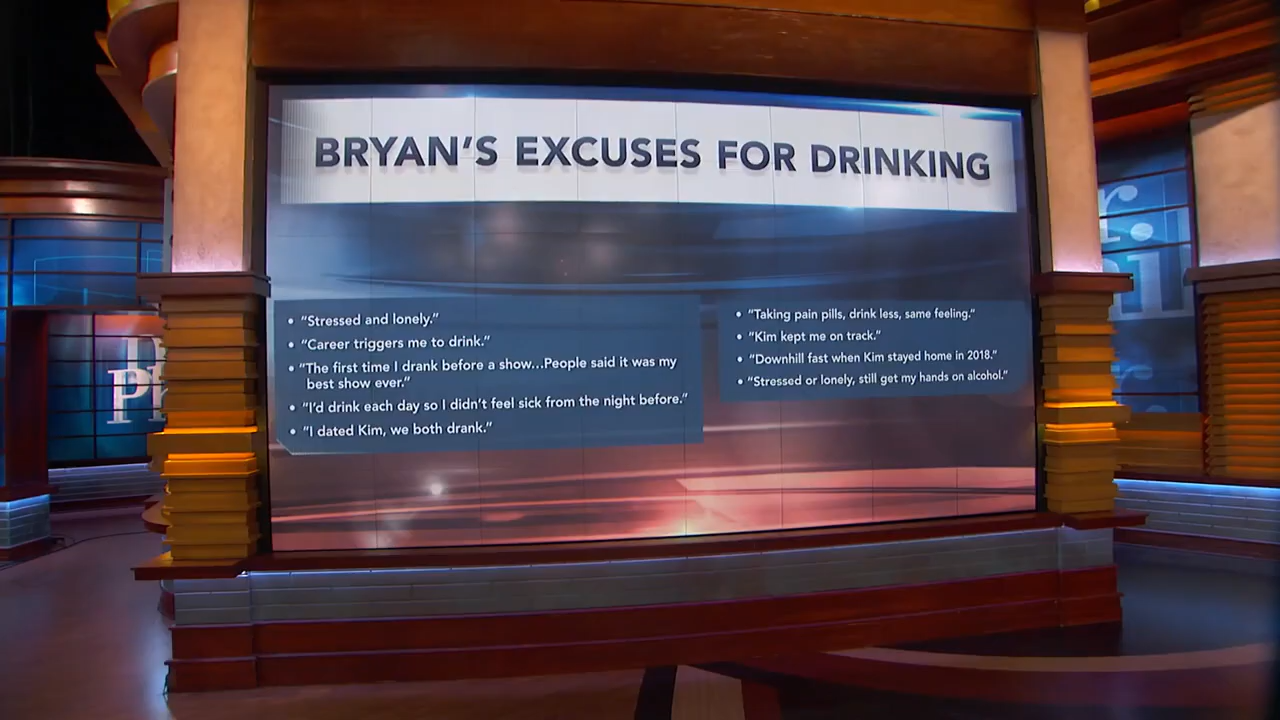 BRYAN'S EXCUSES FOR DRINKING
• "Stressed and lonely."
• "Career triggers me to drink."
• "The first time I drank before a show...People said it was my
best show ever."
• "I'd drink each day so I didn't feel sick from the night before."
• "I dated Kim, we both drank."
• "Taking pain pills, drink less, same feeling."
• "Kim kept me on track."
• "Downhill fast when Kim stayed home in 2018."
• "Stressed or lonely, still get my hands on alcohol."